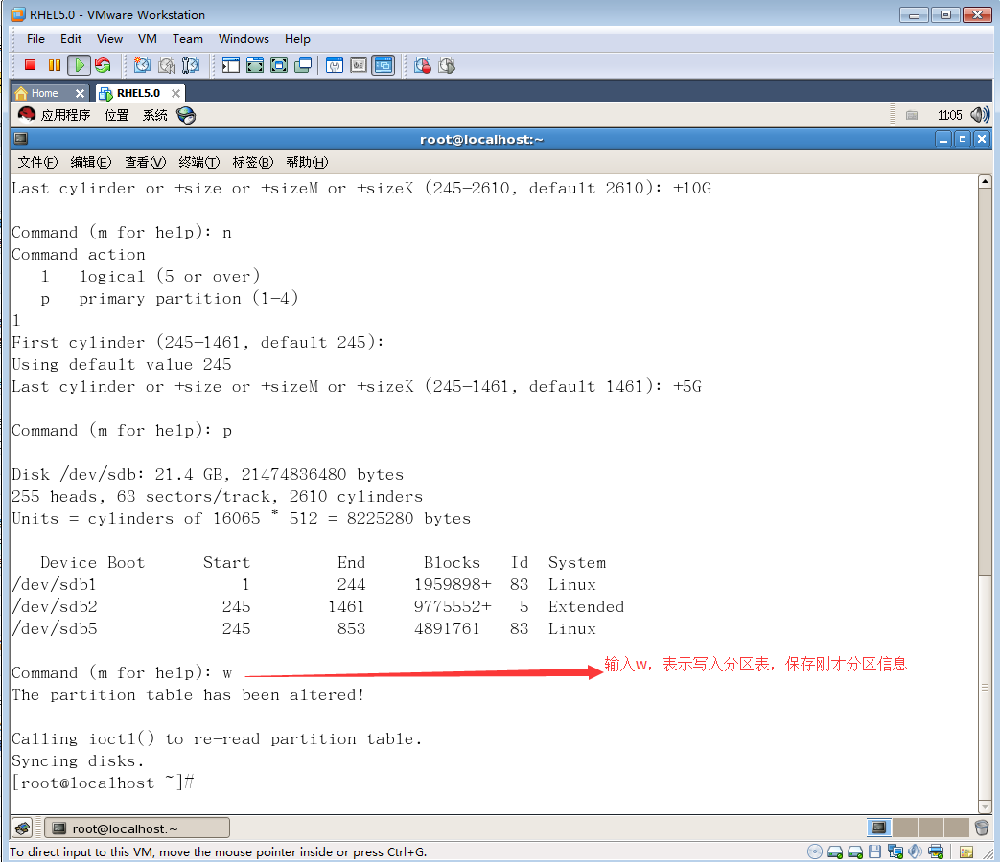 RHEL5.0 - VMware Workstation
File Edit View VM Team Windows Help
Home RHEL5.0
应用程序 位置 系统 11:05
root@localhost:~
文件(F) 编辑(E) 查看(V) 终端(T) 标签(B) 帮助(H)
Last cylinder or +size or +sizeM or +sizeK (245-2610, default 2610): +10G
Command (m for help): n
Command action
l logical (5 or over)
p primary partition (1-4)
l
First cylinder (245-1461, default 245):
Using default value 245
Last cylinder or +size or +sizeM or +sizeK (245-1461, default 1461): +5G
Command (m for help): p
Disk /dev/sdb: 21.4 GB, 21474836480 bytes
255 heads, 63 sectors/track, 2610 cylinders
Units = cylinders of 16065 * 512 = 8225280 bytes
Device Boot Start End Blocks Id System
/dev/sdb1 1 244 1959898+ 83 Linux
/dev/sdb2 245 1461 9775552+ 5 Extended
/dev/sdb5 245 853 4891761 83 Linux
Command (m for help): w
输入w，表示写入分区表，保存刚才分区信息
The partition table has been altered!
Calling ioctl() to re-read partition table.
Syncing disks.
[root@localhost ~]#
root@localhost:~
To direct input to this VM, move the mouse pointer inside or press Ctrl+G.